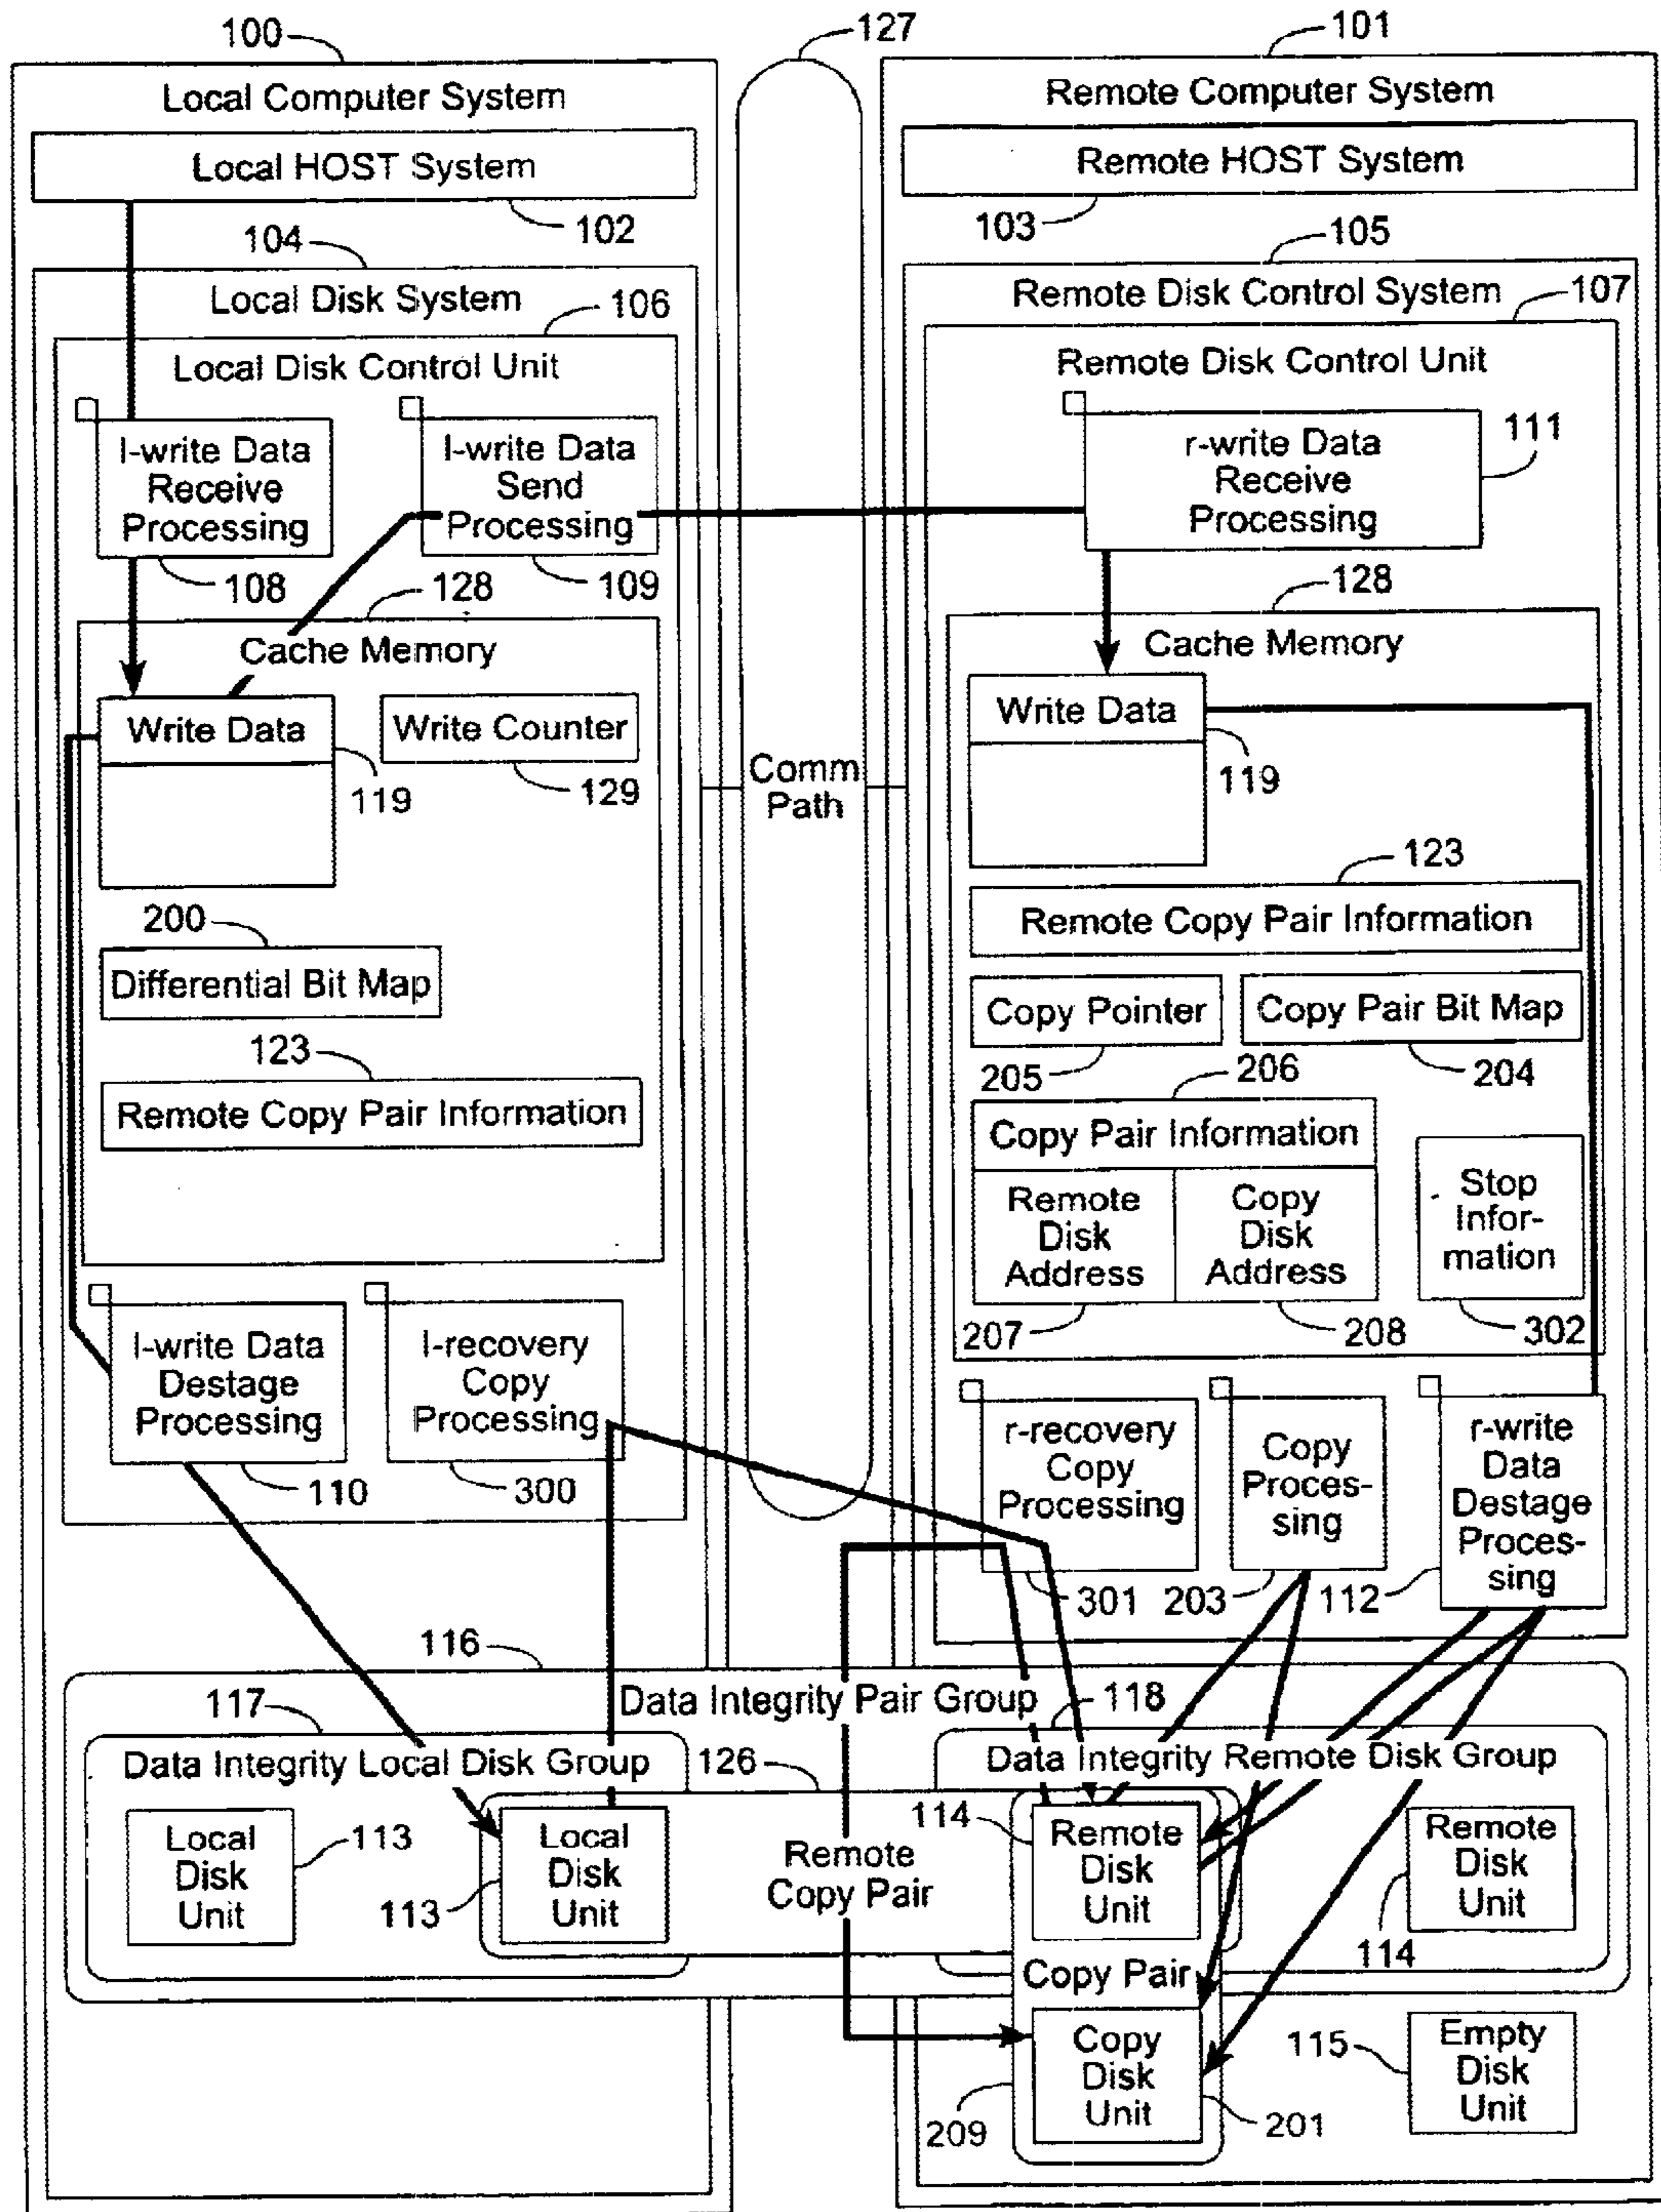 100
127
101
Local Computer System
Local HOST System
102
104
Local Disk System
106
Local Disk Control Unit
l-write Data
Receive
Processing
108
l-write Data
Send
Processing
109
128
Cache Memory
Write Data
119
Write Counter
129
200
Differential Bit Map
123
Remote Copy Pair Information
l-write Data
Destage
Processing
110
l-recovery
Copy
Processing
300
Comm
Path
Remote Computer System
Remote HOST System
103
105
Remote Disk Control System
107
Remote Disk Control Unit
r-write Data
Receive
Processing
111
128
Cache Memory
Write Data
119
123
Remote Copy Pair Information
Copy Pointer
205
Copy Pair Bit Map
204
206
Copy Pair Information
Remote
Disk
Address
207
Copy
Disk
Address
208
Stop
Infor-
mation
302
r-recovery
Copy
Processing
301
Copy
Proces-
sing
203
r-write
Data
Destage
Proces-
sing
112
116
Data Integrity Pair Group
117
Data Integrity Local Disk Group
126
118
Data Integrity Remote Disk Group
Local
Disk
Unit
113
Local
Disk
Unit
113
Remote
Copy Pair
114
Remote
Disk
Unit
Remote
Disk
Unit
114
Copy Pair
Copy
Disk
Unit
209
201
115
Empty
Disk
Unit